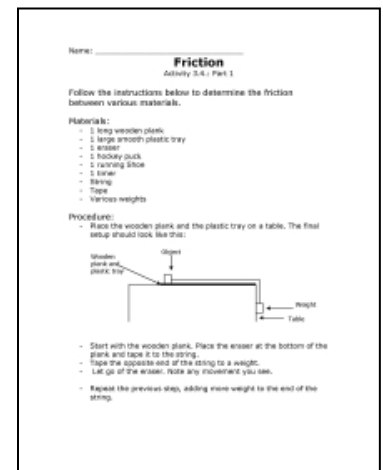 Name: ______________________
Friction
Activity 3.4.: Part 1
Follow the instructions below to determine the friction
between various materials.
Materials:
- 1 long wooden plank
- 1 large smooth plastic tray
- 1 eraser
- 1 hockey puck
- 1 running Shoe
- 1 timer
- String
- Tape
- Various weights
Procedure:
- Place the wooden plank and the plastic tray on a table. The final
setup should look like this:
Object
Wooden
plank and
plastic tray
Weight
Table
- Start with the wooden plank. Place the eraser at the bottom of the
plank and tape it to the string.
- Tape the opposite end of the string to a weight.
- Let go of the eraser. Note any movement you see.
- Repeat the previous step, adding more weight to the end of the
string.